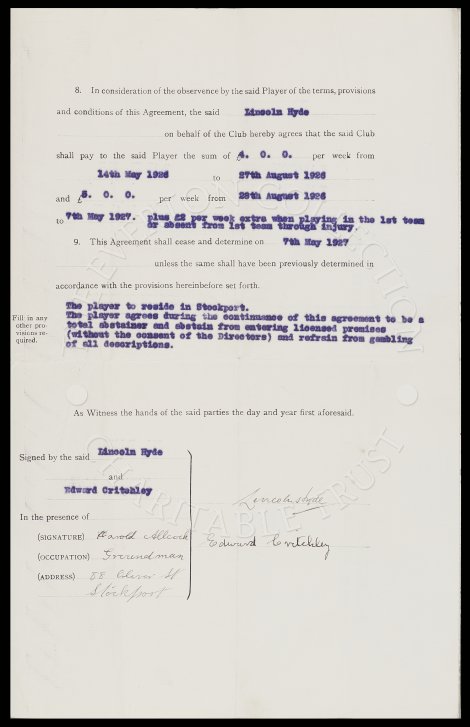 8. In consideration of the observence by the said Player of the terms, provisions
and conditions of this Agreement, the said Lincoln Hyde
on behalf of the Club hereby agrees that the said Club
shall pay to the said Player the sum of £4. 0. 0. per week from
14th May 1926 to 27th August 1926
and £5. 0. 0. per week from 28th August 1926
to 7th May 1927. plus £2 per week extra when playing in the 1st team
or absent from 1st team through injury.
9. This Agreement shall cease and determine on 7th May 1927
unless the same shall have been previously determined in
accordance with the provisions hereinbefore set forth.
Fill in any
other pro-
visions re-
quired.
The player to reside in Stockport.
The player agrees during the continuance of this agreement to be a
total abstainer and abstain from entering licensed premises
(without the consent of the Directors) and refrain from gambling
of all descriptions.
As Witness the hands of the said parties the day and year first aforesaid.
Signed by the said Lincoln Hyde
and
Edward Critchley
In the presence of
Lincoln Hyde
(SIGNATURE) Harold Allcock
Edward Critchley
(OCCUPATION) Groundman
(ADDRESS) 88 St
Stockport
EVERTON COLLECTION
CHARITABLE TRUST